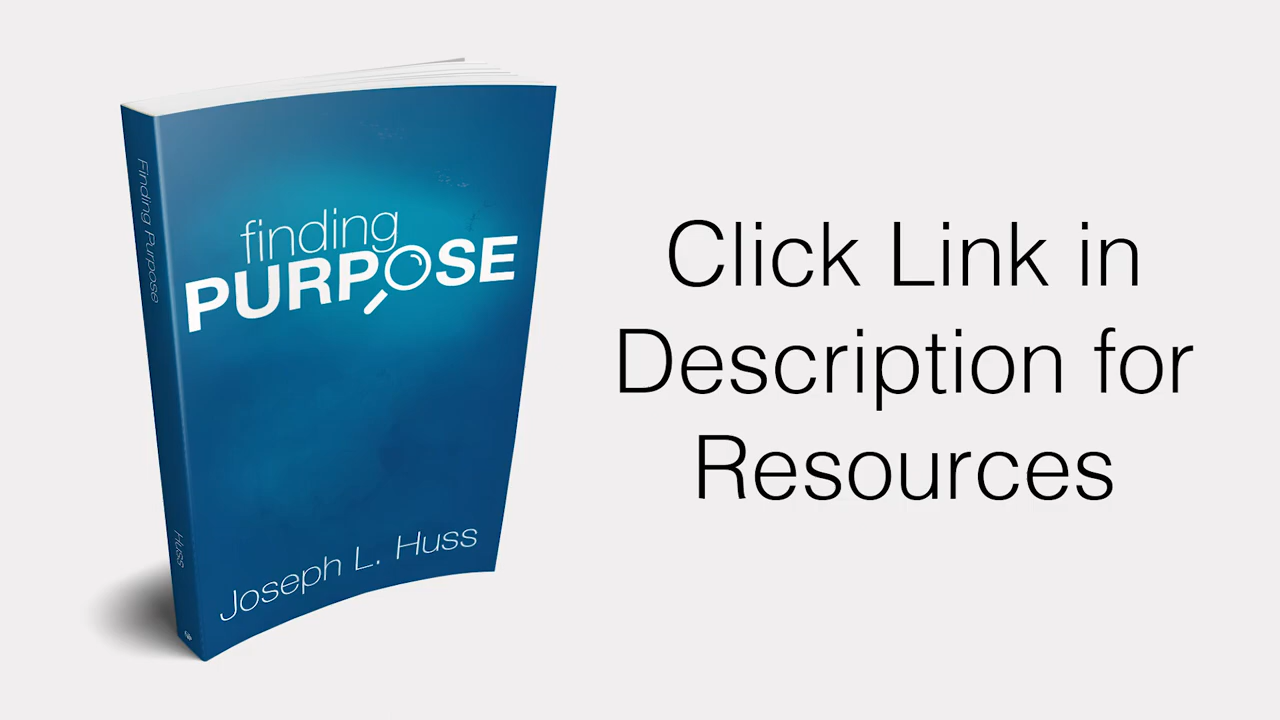 Finding Purpose
Huss
finding
PURPOSE
Joseph L. Huss
Click Link in
Description for
Resources